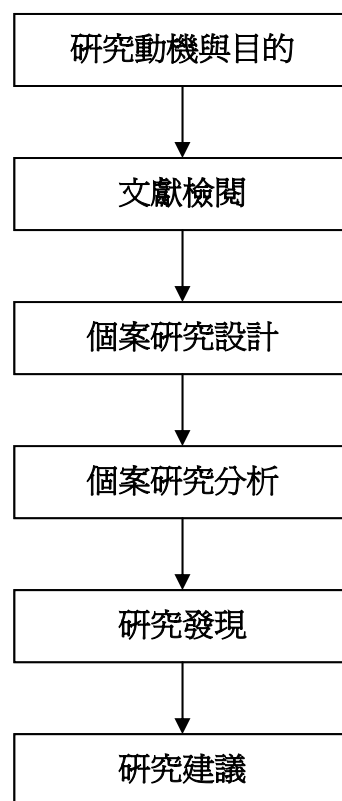 研究動機與目的
文獻檢閱
個案研究設計
個案研究分析
研究發現
研究建議